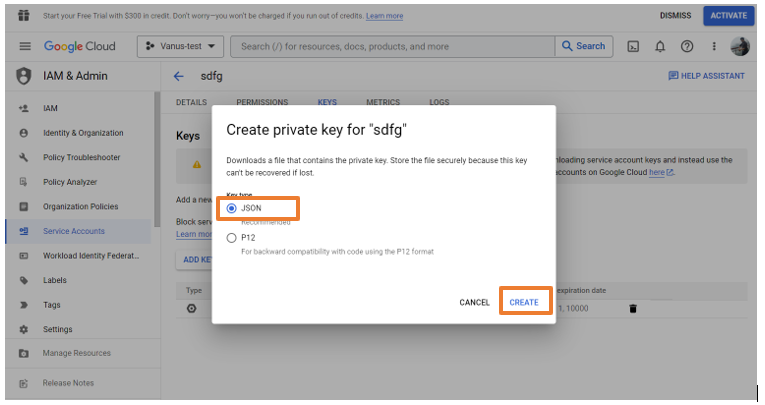 Start your Free Trial with $300 in credit. Don't worry—you won't be charged if you run out of credits. Learn more
DISMISS
ACTIVATE
Google Cloud
Vanus-test
Search (/) for resources, docs, products, and more
Search
IAM & Admin
sdfg
HELP ASSISTANT
IAM
Identity & Organization
Policy Troubleshooter
Policy Analyzer
Organization Policies
Service Accounts
Workload Identity Federat...
Labels
Tags
Settings
Manage Resources
Release Notes
DETAILS PERMISSIONS KEYS METRICS LOGS
Keys
nloading service account keys and instead use the
accounts on Google Cloud here
Add a new
Block serv
Learn mor
ADD KE
Type
expiration date
1, 10000
Create private key for "sdfg"
Downloads a file that contains the private key. Store the file securely because this key
can't be recovered if lost.
Key type
JSON
Recommended
P12
For backward compatibility with code using the P12 format
CANCEL
CREATE